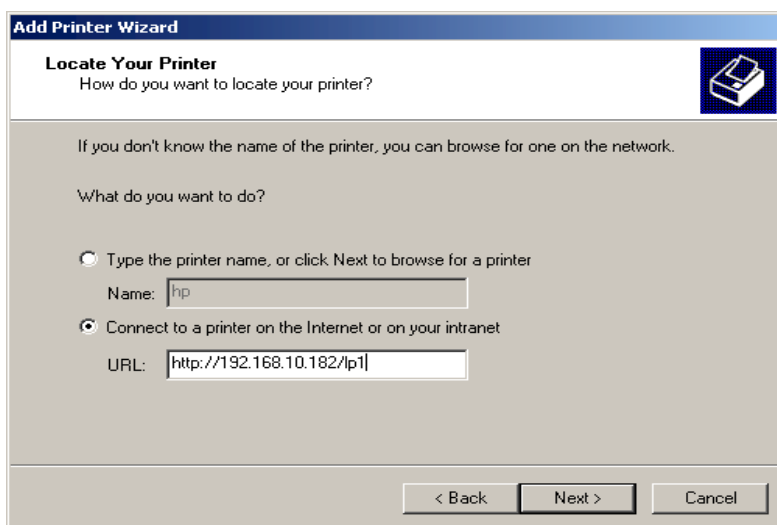 Add Printer Wizard
Locate Your Printer
How do you want to locate your printer?
If you don't know the name of the printer, you can browse for one on the network.
What do you want to do?
Type the printer name, or click Next to browse for a printer
Name: hp
Connect to a printer on the Internet or on your intranet
URL: http://192.168.10.182/lp1
< Back Next > Cancel